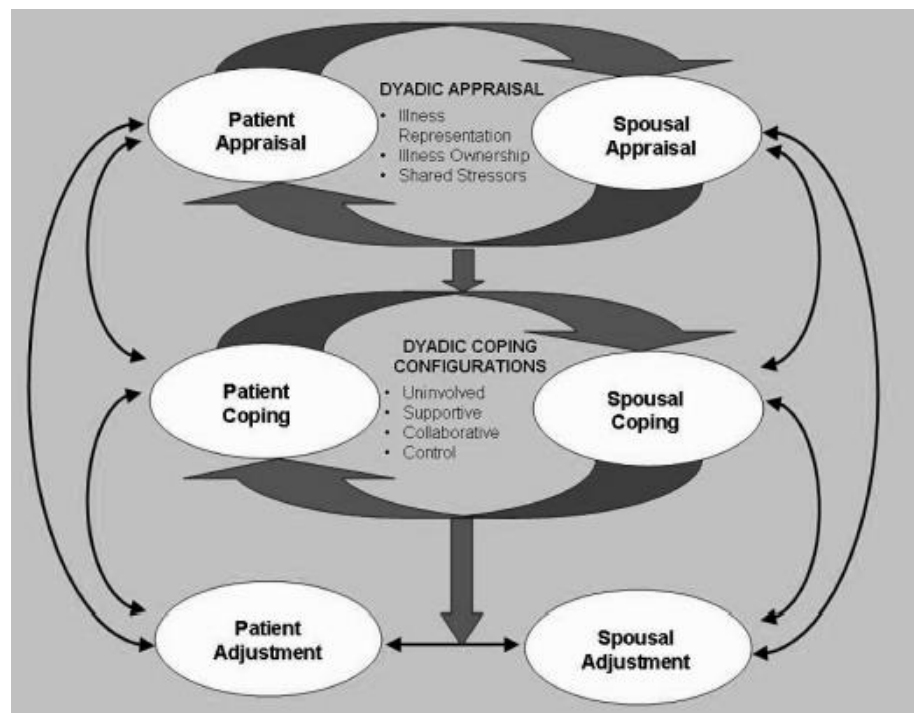 DYADIC APPRAISAL
• Illness
Representation
• Illness Ownership
• Shared Stressors
Patient
Appraisal
Spousal
Appraisal
DYADIC COPING
CONFIGURATIONS
• Uninvolved
• Supportive
• Collaborative
• Control
Patient
Coping
Spousal
Coping
Patient
Adjustment
Spousal
Adjustment